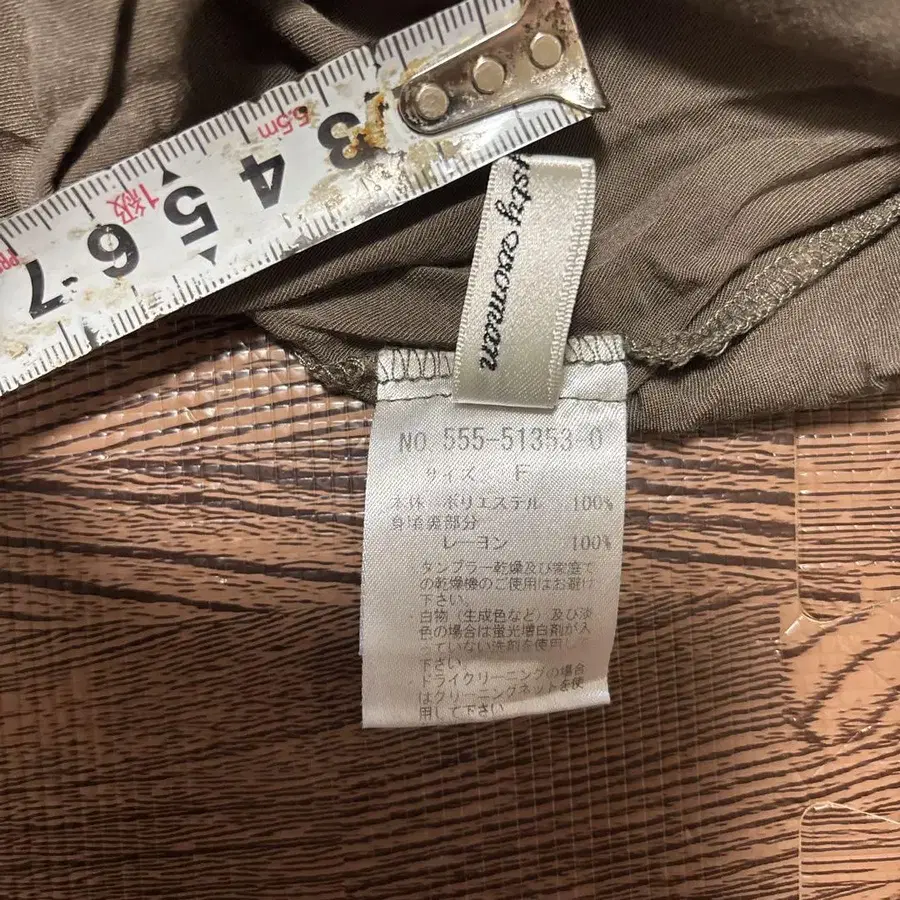 3 4 5 6 7
5.5m
1級
usty woman
NO. 555-51353-0
サイズ F
本体 ポリエステル 100%
身頃裏部分
レーヨン 100%
・タンブラー乾燥及び家庭で
の乾燥機のご使用はお避け
下さい。
・白物(生成色など)及び淡
色の場合は蛍光増白剤が入
っていない洗剤を使用して
下さい。
・ドライクリーニングの場合
はクリーニングネットを使
用して下さい